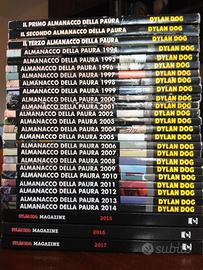 IL PRIMO ALMANACCO DELLA PAURA DYLAN DOG
IL SECONDO ALMANACCO DELLA PAURA DYLAN DOG
IL TERZO ALMANACCO DELLA PAURA DYLAN DOG
ALMANACCO DELLA PAURA 1994 DYLAN DOG
ALMANACCO DELLA PAURA 1995 DYLAN DOG
ALMANACCO DELLA PAURA 1996 DYLAN DOG
ALMANACCO DELLA PAURA 1997 DYLAN DOG
ALMANACCO DELLA PAURA 1998 DYLAN DOG
ALMANACCO DELLA PAURA 1999 DYLAN DOG
ALMANACCO DELLA PAURA 2000 DYLAN DOG
ALMANACCO DELLA PAURA 2001 DYLAN DOG
ALMANACCO DELLA PAURA 2002 DYLAN DOG
ALMANACCO DELLA PAURA 2003 DYLAN DOG
ALMANACCO DELLA PAURA 2004 DYLAN DOG
ALMANACCO DELLA PAURA 2005 DYLAN DOG
ALMANACCO DELLA PAURA 2006 DYLAN DOG
ALMANACCO DELLA PAURA 2007 DYLAN DOG
ALMANACCO DELLA PAURA 2008 DYLAN DOG
ALMANACCO DELLA PAURA 2009 DYLAN DOG
ALMANACCO DELLA PAURA 2010 DYLAN DOG
ALMANACCO DELLA PAURA 2011 DYLAN DOG
ALMANACCO DELLA PAURA 2012 DYLAN DOG
ALMANACCO DELLA PAURA 2013 DYLAN DOG
ALMANACCO DELLA PAURA 2014 DYLAN DOG
DYLAN DOG MAGAZINE 2015
DYLAN DOG MAGAZINE 2016
DYLAN DOG MAGAZINE 2017
subito